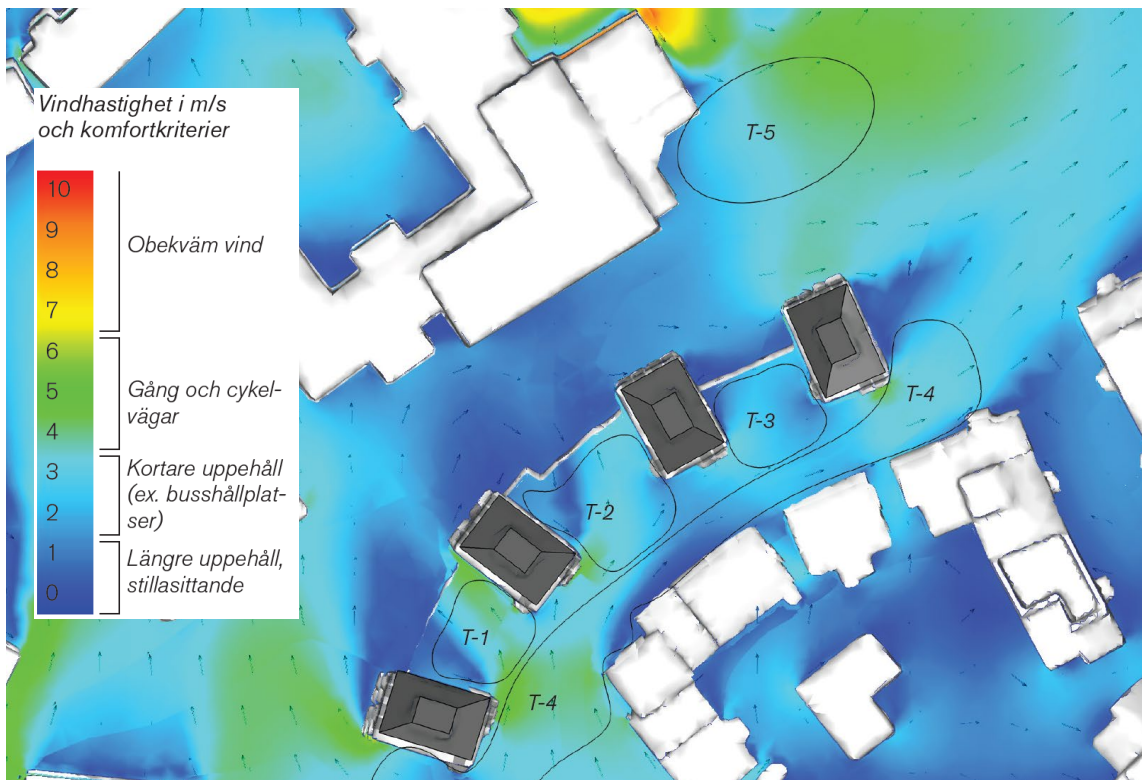 Vindhastighet i m/s
och komfortkriterier
10
9
8
7
6
5
4
3
2
1
0
Obekväm vind
Gång och cykel-
vägar
Kortare uppehåll
(ex. busshållplat-
ser)
Längre uppehåll,
stillasittande
T-5
T-4
T-3
T-2
T-1
T-4